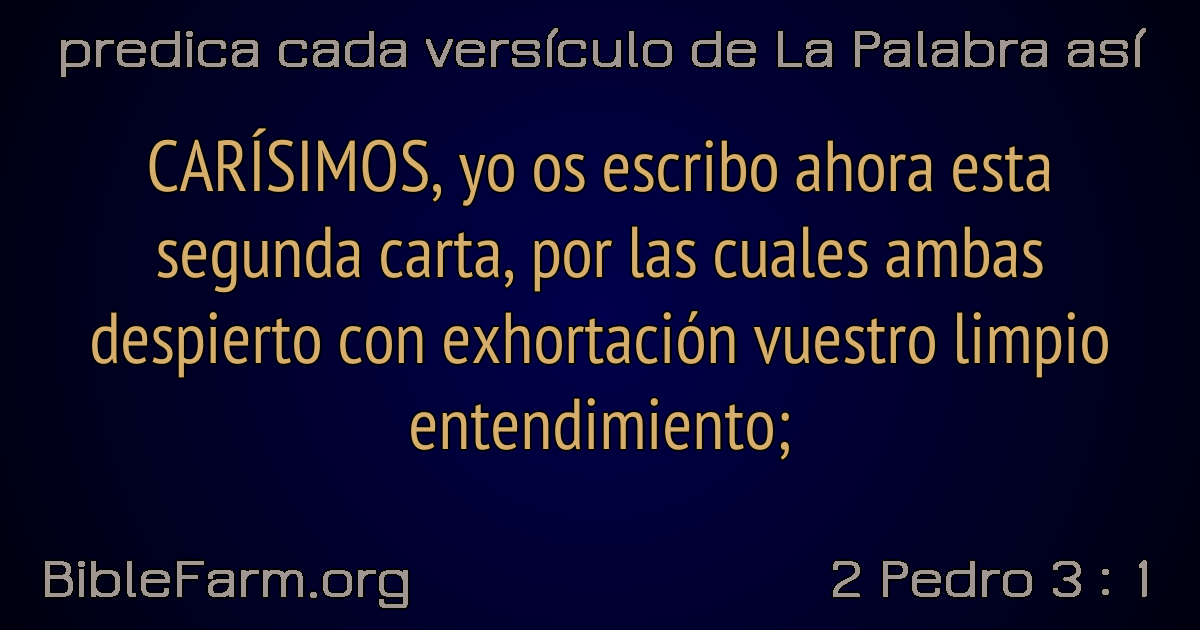 predica cada versículo de La Palabra así
CARÍSIMOS, yo os escribo ahora esta
segunda carta, por las cuales ambas
despierto con exhortación vuestro limpio
entendimiento;
BibleFarm.org
2 Pedro 3 : 1